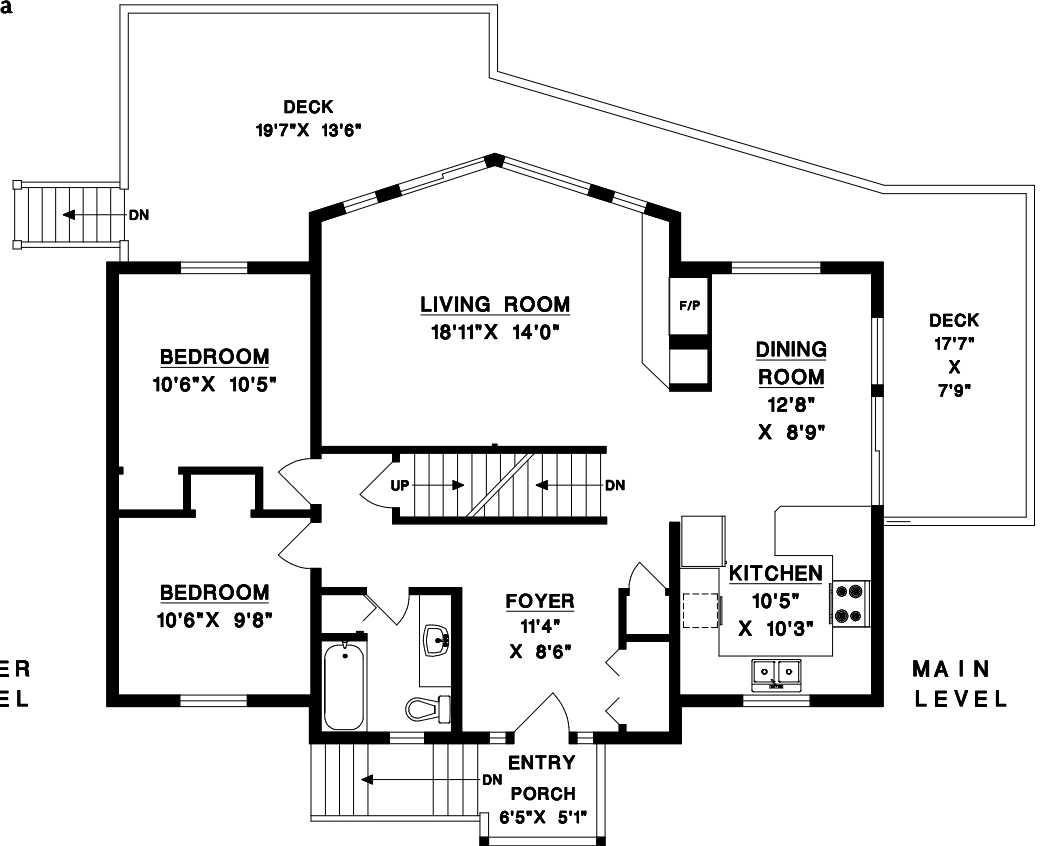 a
DECK
19'7"X 13'6"
DN
LIVING ROOM
18'11"X 14'0"
F/P
DECK
17'7"
X
7'9"
BEDROOM
10'6"X 10'5"
DINING
ROOM
12'8"
X 8'9"
UP
DN
BEDROOM
10'6"X 9'8"
FOYER
11'4"
X 8'6"
KITCHEN
10'5"
X 10'3"
ER
EL
MAIN
LEVEL
DN
ENTRY
PORCH
6'5"X 5'1"